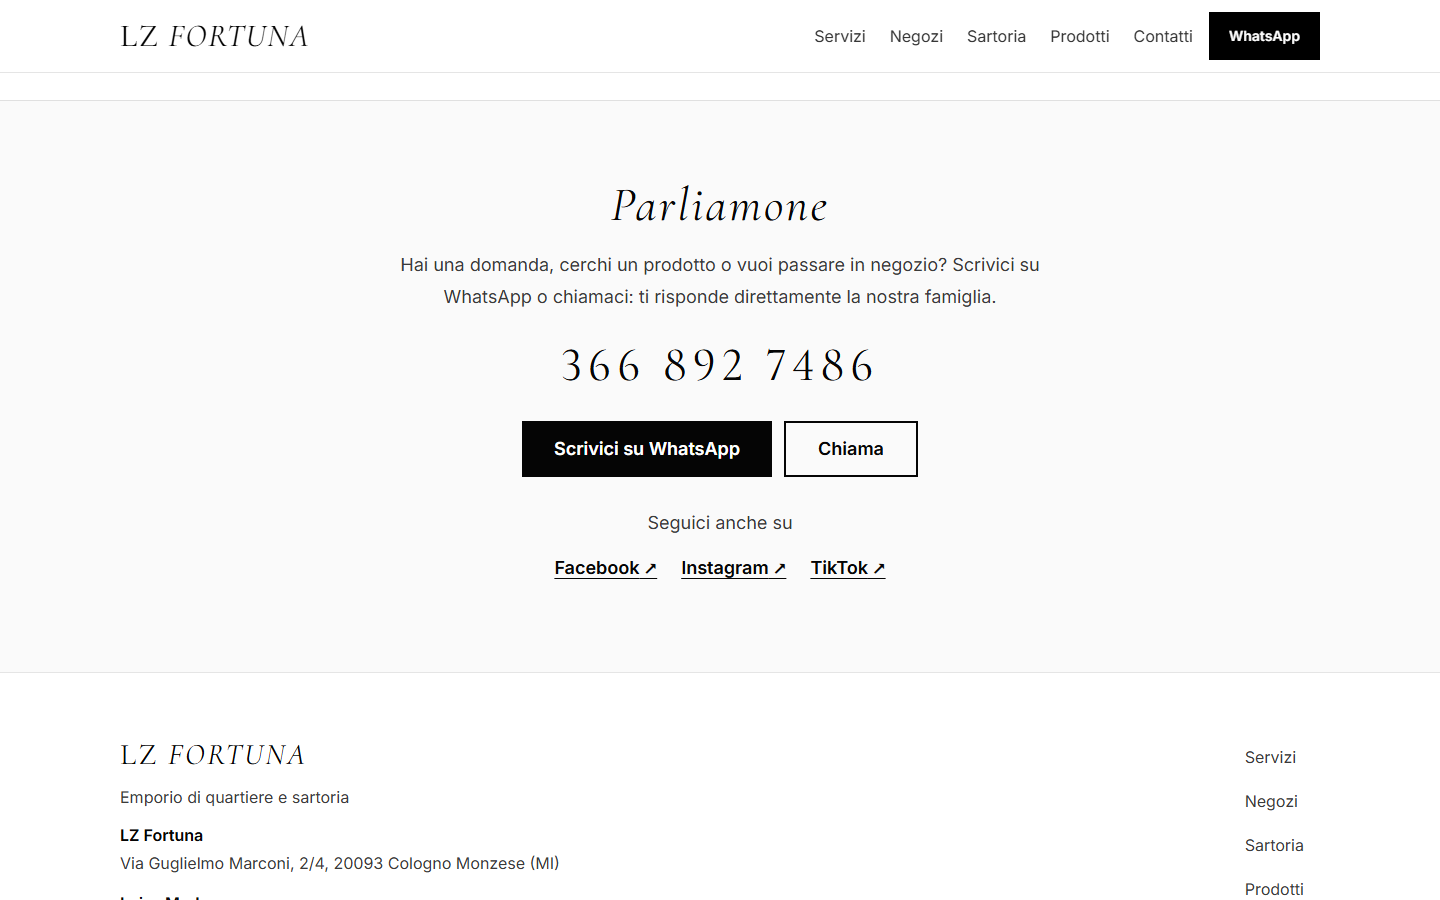 LZ FORTUNA
Servizi Negozi Sartoria Prodotti Contatti WhatsApp
Parliamone
Hai una domanda, cerchi un prodotto o vuoi passare in negozio? Scrivici su
WhatsApp o chiamaci: ti risponde direttamente la nostra famiglia.
366 892 7486
Scrivici su WhatsApp Chiama
Seguici anche su
Facebook ↗ Instagram ↗ TikTok ↗
LZ FORTUNA
Emporio di quartiere e sartoria
LZ Fortuna
Via Guglielmo Marconi, 2/4, 20093 Cologno Monzese (MI)
Servizi
Negozi
Sartoria
Prodotti